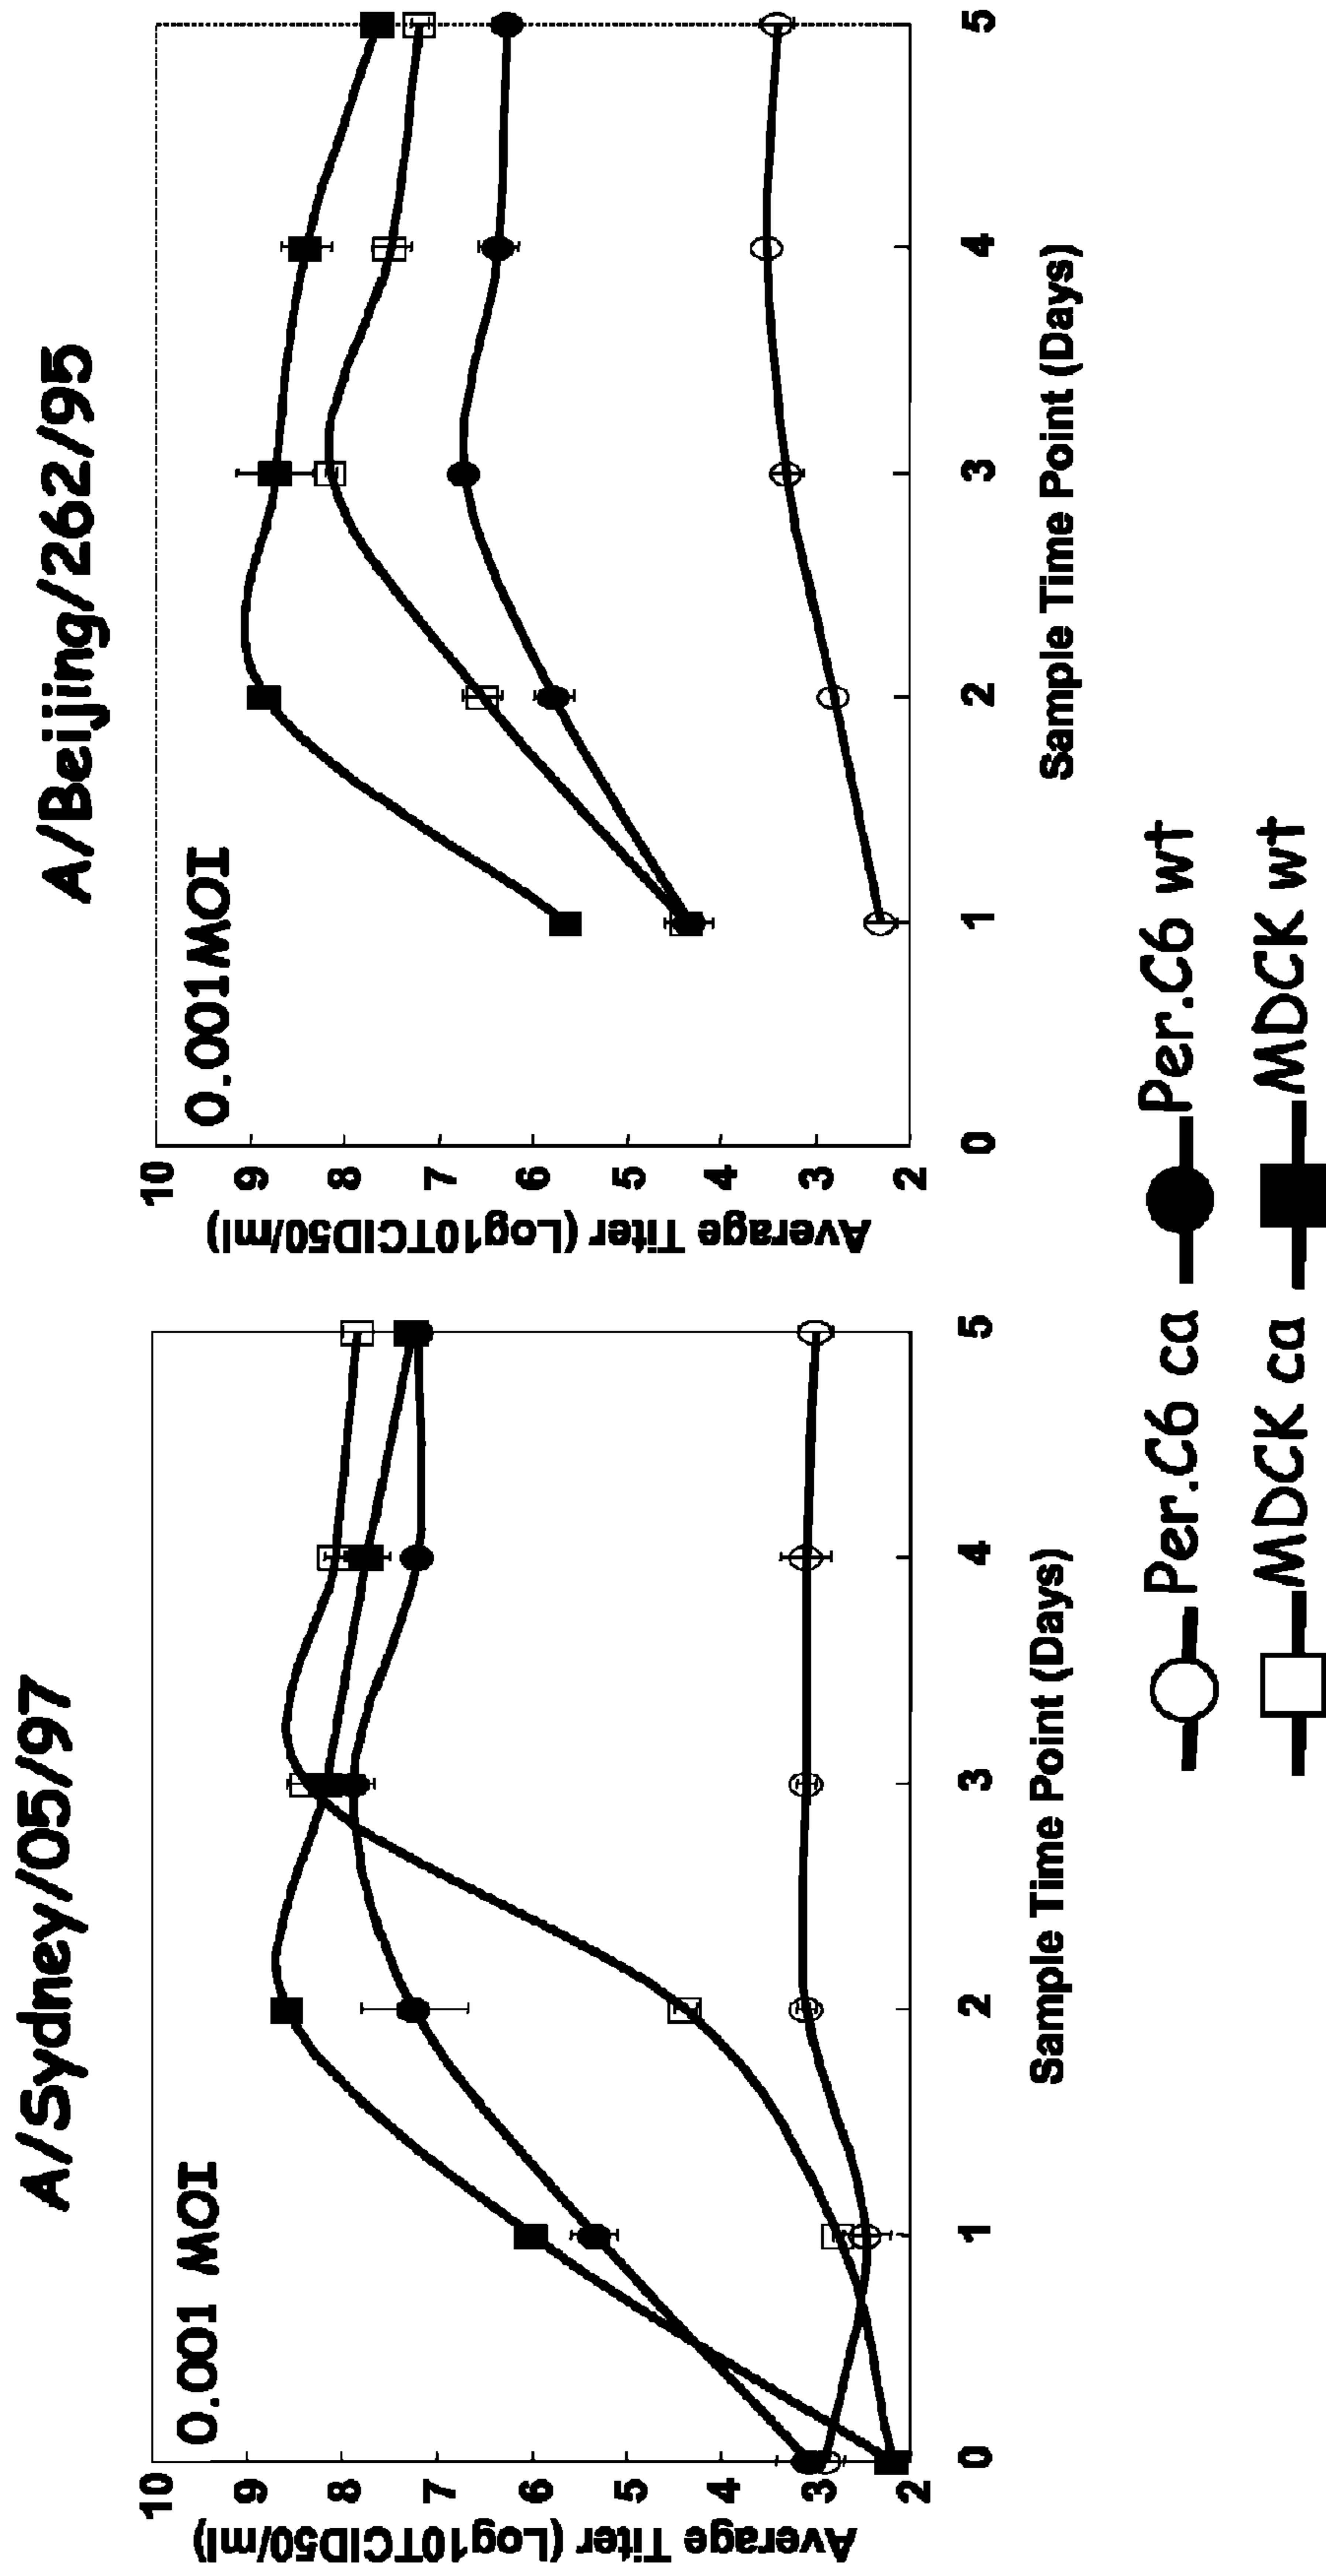 A/Sydney/05/97
0.001 MOI
Average Titer (Log10TCID50/ml)
10
9
8
7
6
5
4
3
2
0 1 2 3 4 5
Sample Time Point (Days)
A/Beijing/262/95
0.001MOI
Average Titer (Log10TCID50/ml)
10
9
8
7
6
5
4
3
2
0 1 2 3 4 5
Sample Time Point (Days)
Per.C6 ca Per.C6 wt
MDCK ca MDCK wt